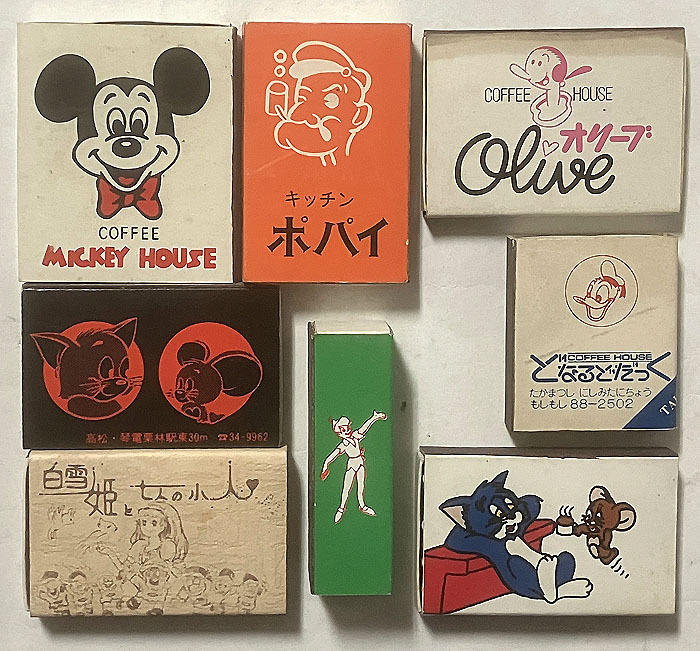 COFFEE
MICKEY HOUSE
キッチン
ポパイ
COFFEE HOUSE
オリーブ
Olive
COFFEE HOUSE
どなるどだっく
たかまつし にしみたにちょう
もしもし 88-2502
TAK
高松・琴電栗林駅東30m ☎34-9962
白雪姫と七人の小人